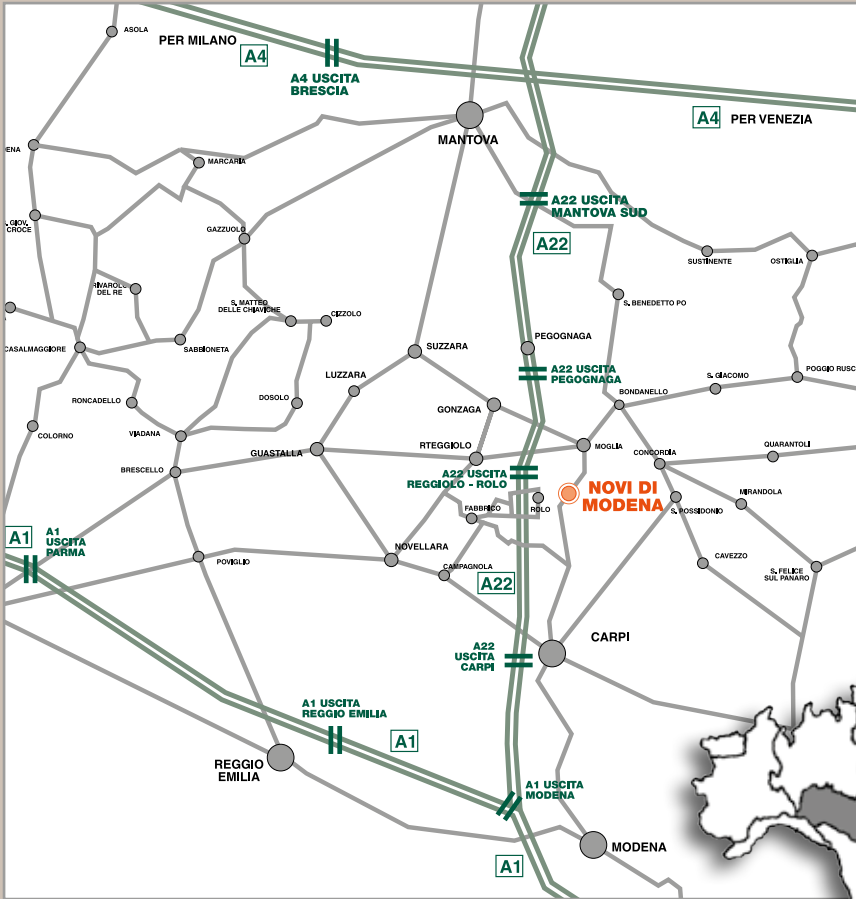 ASOLA
PER MILANO
A4
A4 USCITA
BRESCIA
A4
PER VENEZIA
MANTOVA
ENA
MARCARIA
A22 USCITA
MANTOVA SUD
. GIOV.
CROCE
GAZZUOLO
A22
SUSTINENTE
OSTIGLIA
RIVAROLO
DEL RE
S. MATTEO
DELLE CHIAVICHE
CIZZOLO
S. BENEDETTO PO
CASALMAGGIORE
SABBIONETA
SUZZARA
PEGOGNAGA
A22 USCITA
PEGOGNAGA
S. GIACOMO
POGGIO RUSC
LUZZARA
RONCADELLO
DOSOLO
GONZAGA
BONDANELLO
COLORNO
VIADANA
GUASTALLA
RTEGGIOLO
MOGLIA
CONCORDIA
QUARANTOLI
BRESCELLO
A22 USCITA
REGGIOLO - ROLO
NOVI DI
MODENA
MIRANDOLA
FABBRICO
ROLO
S. POSSIDONIO
A1
A1
USCITA
PARMA
POVIGLIO
NOVELLARA
CAMPAGNOLA
A22
CAVEZZO
S. FELICE
SUL PANARO
A22
USCITA
CARPI
CARPI
A1 USCITA
REGGIO EMILIA
A1
REGGIO
EMILIA
A1 USCITA
MODENA
MODENA
A1